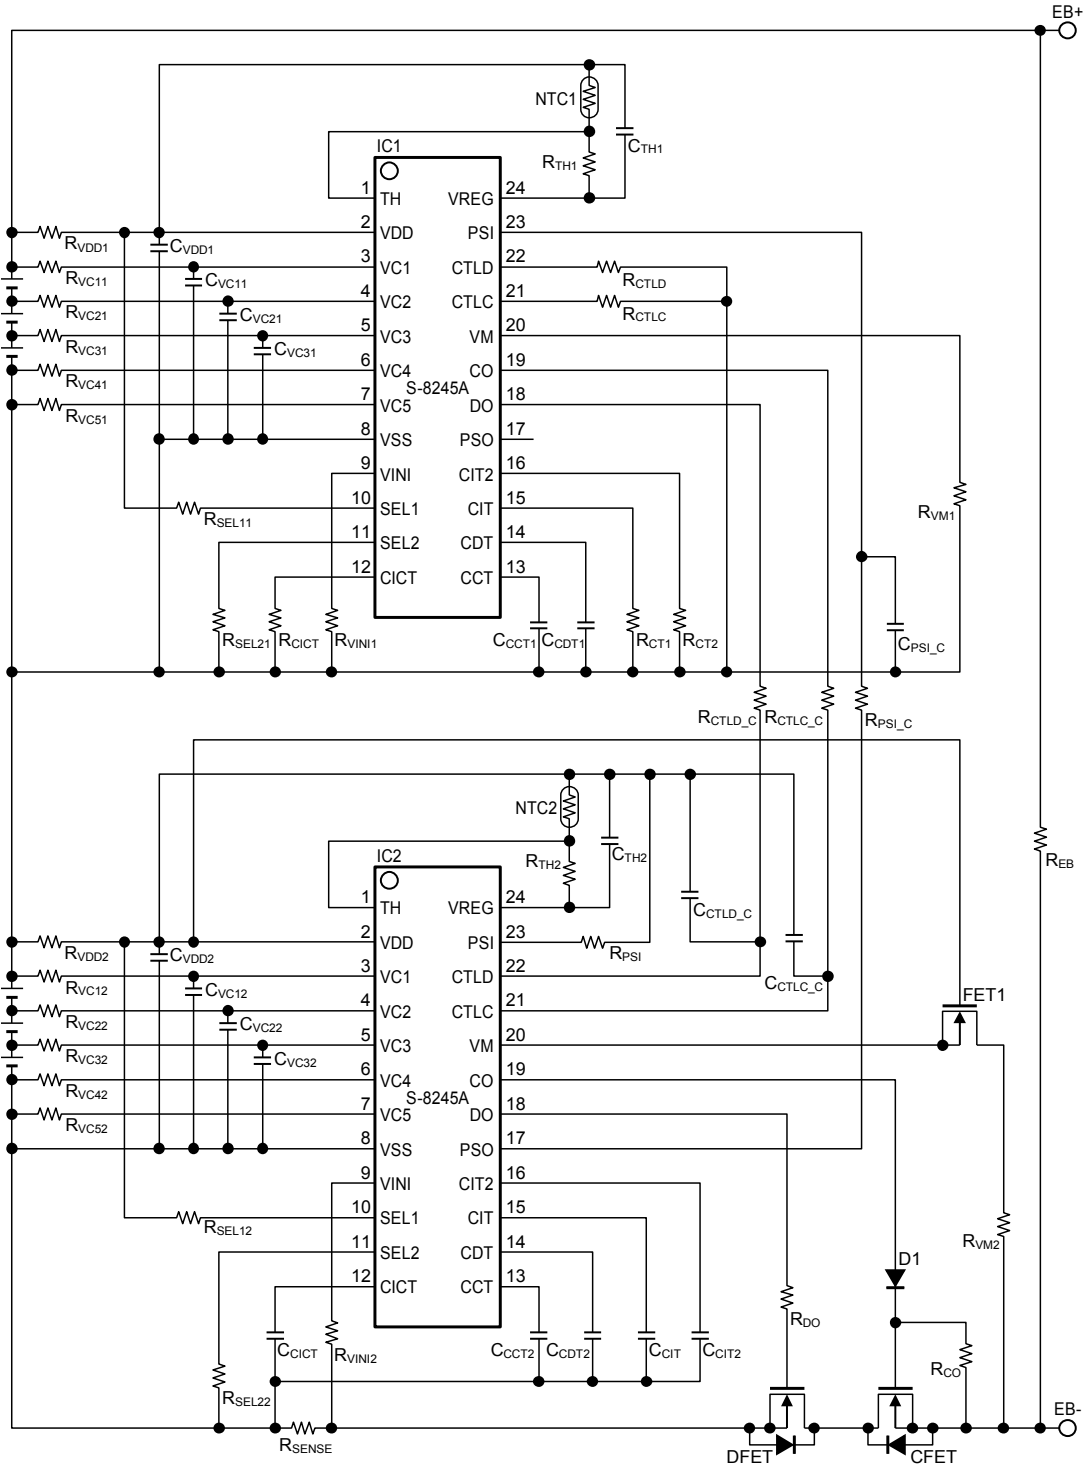 EB+
NTC1
CTH1
IC1
RTH1
1 TH VREG 24
2 VDD PSI 23
RVDD1 CVDD1
3 VC1 CTLD 22
RVC11 CVC11 RCTLD
4 VC2 CTLC 21
RVC21 CVC21 RCTLC
5 VC3 VM 20
RVC31 CVC31
6 VC4 CO 19
RVC41 S-8245A
7 VC5 DO 18
RVC51
8 VSS PSO 17
9 VINI CIT2 16
10 SEL1 CIT 15
RSEL11 RVM1
11 SEL2 CDT 14
12 CICT CCT 13
RSEL21 RCICT RVINI1 CCCT1 CCDT1 RCT1 RCT2 CPSI_C
RCTLD_C RCTLC_C RPSI_C
NTC2
IC2 RTH2 CTH2 REB
1 TH VREG 24
CCTLD_C
2 VDD PSI 23
RVDD2 CVDD2 RPSI
3 VC1 CTLD 22
RVC12 CVC12 CCTLC_C
4 VC2 CTLC 21 FET1
RVC22 CVC22
5 VC3 VM 20
RVC32 CVC32
6 VC4 CO 19
RVC42 S-8245A
7 VC5 DO 18
RVC52
8 VSS PSO 17
9 VINI CIT2 16
10 SEL1 CIT 15
RSEL12 RVM2
11 SEL2 CDT 14
D1
12 CICT CCT 13
RDO
CCICT RVINI2 CCCT2 CCDT2 CCIT CCIT2
RCO
RSEL22
EB-
RSENSE
DFET CFET